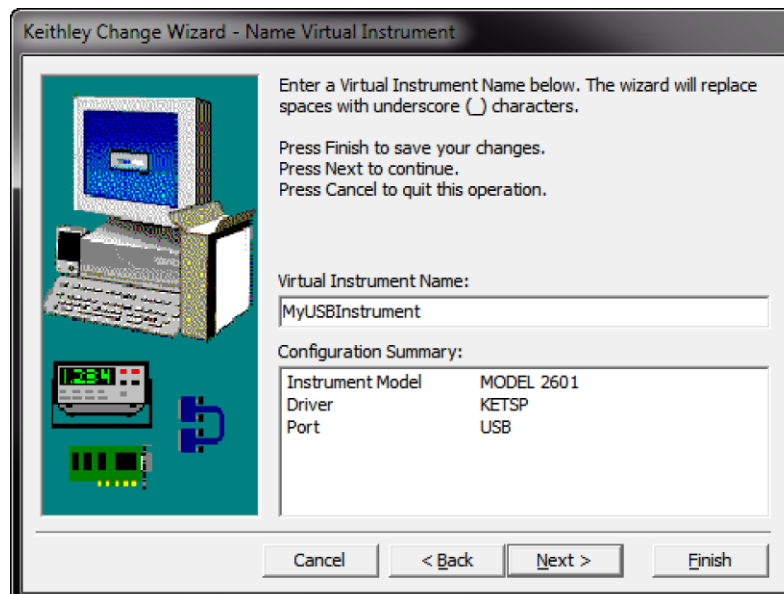 Keithley Change Wizard - Name Virtual Instrument
Enter a Virtual Instrument Name below. The wizard will replace
spaces with underscore (_) characters.
Press Finish to save your changes.
Press Next to continue.
Press Cancel to quit this operation.
Virtual Instrument Name:
MyUSBInstrument
Configuration Summary:
Instrument Model MODEL 2601
Driver KETSP
Port USB
1.234
Cancel < Back Next > Finish